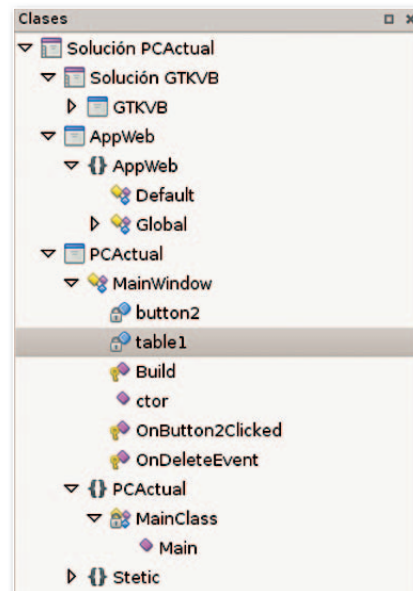 Clases
Solución PCActual
Solución GTKVB
GTKVB
AppWeb
{} AppWeb
Default
Global
PCActual
MainWindow
button2
table1
Build
ctor
OnButton2Clicked
OnDeleteEvent
{} PCActual
MainClass
Main
{} Stetic